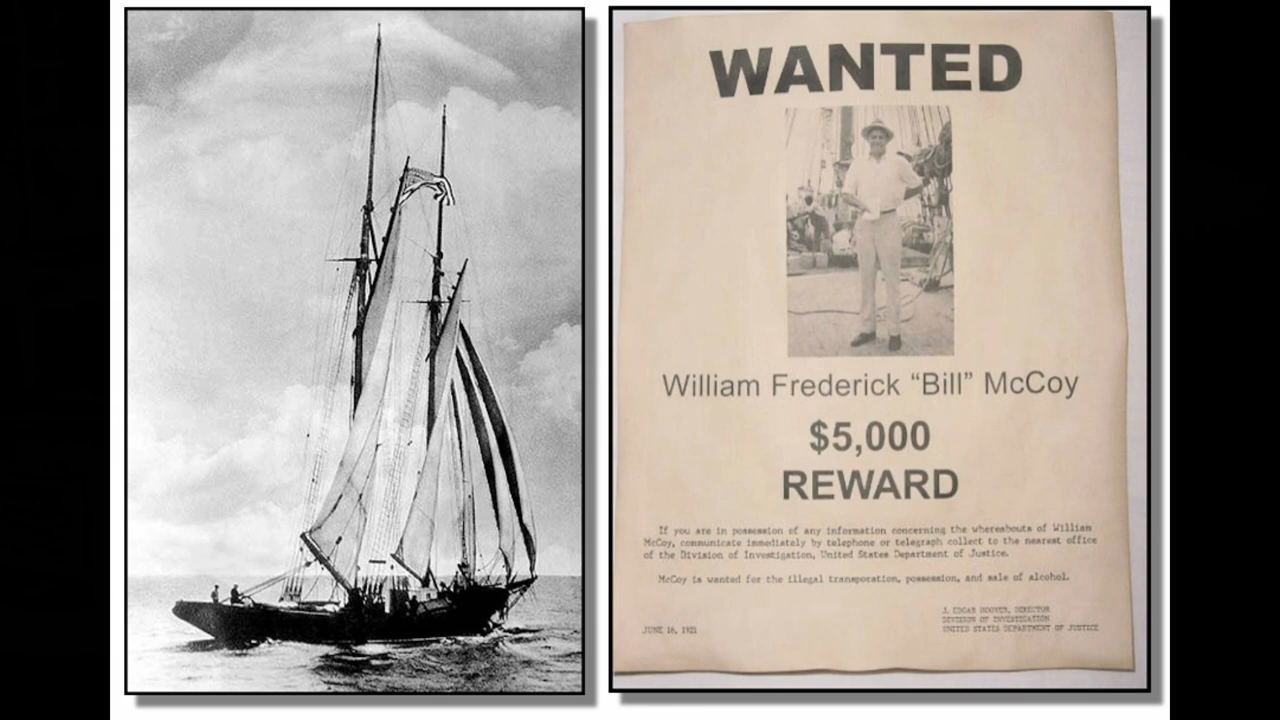 WANTED
William Frederick “Bill” McCoy
$5,000
REWARD
If you are in possession of any information concerning the whereabouts of William
McCoy, communicate immediately by telephone or telegraph collect to the nearest office
of the Division of Investigation, United States Department of Justice.
McCoy is wanted for the illegal transporation, possession, and sale of alcohol.
J. EDGAR HOOVER, DIRECTOR
DIVISION OF INVESTIGATION
UNITED STATES DEPARTMENT OF JUSTICE
JUNE 16, 1921